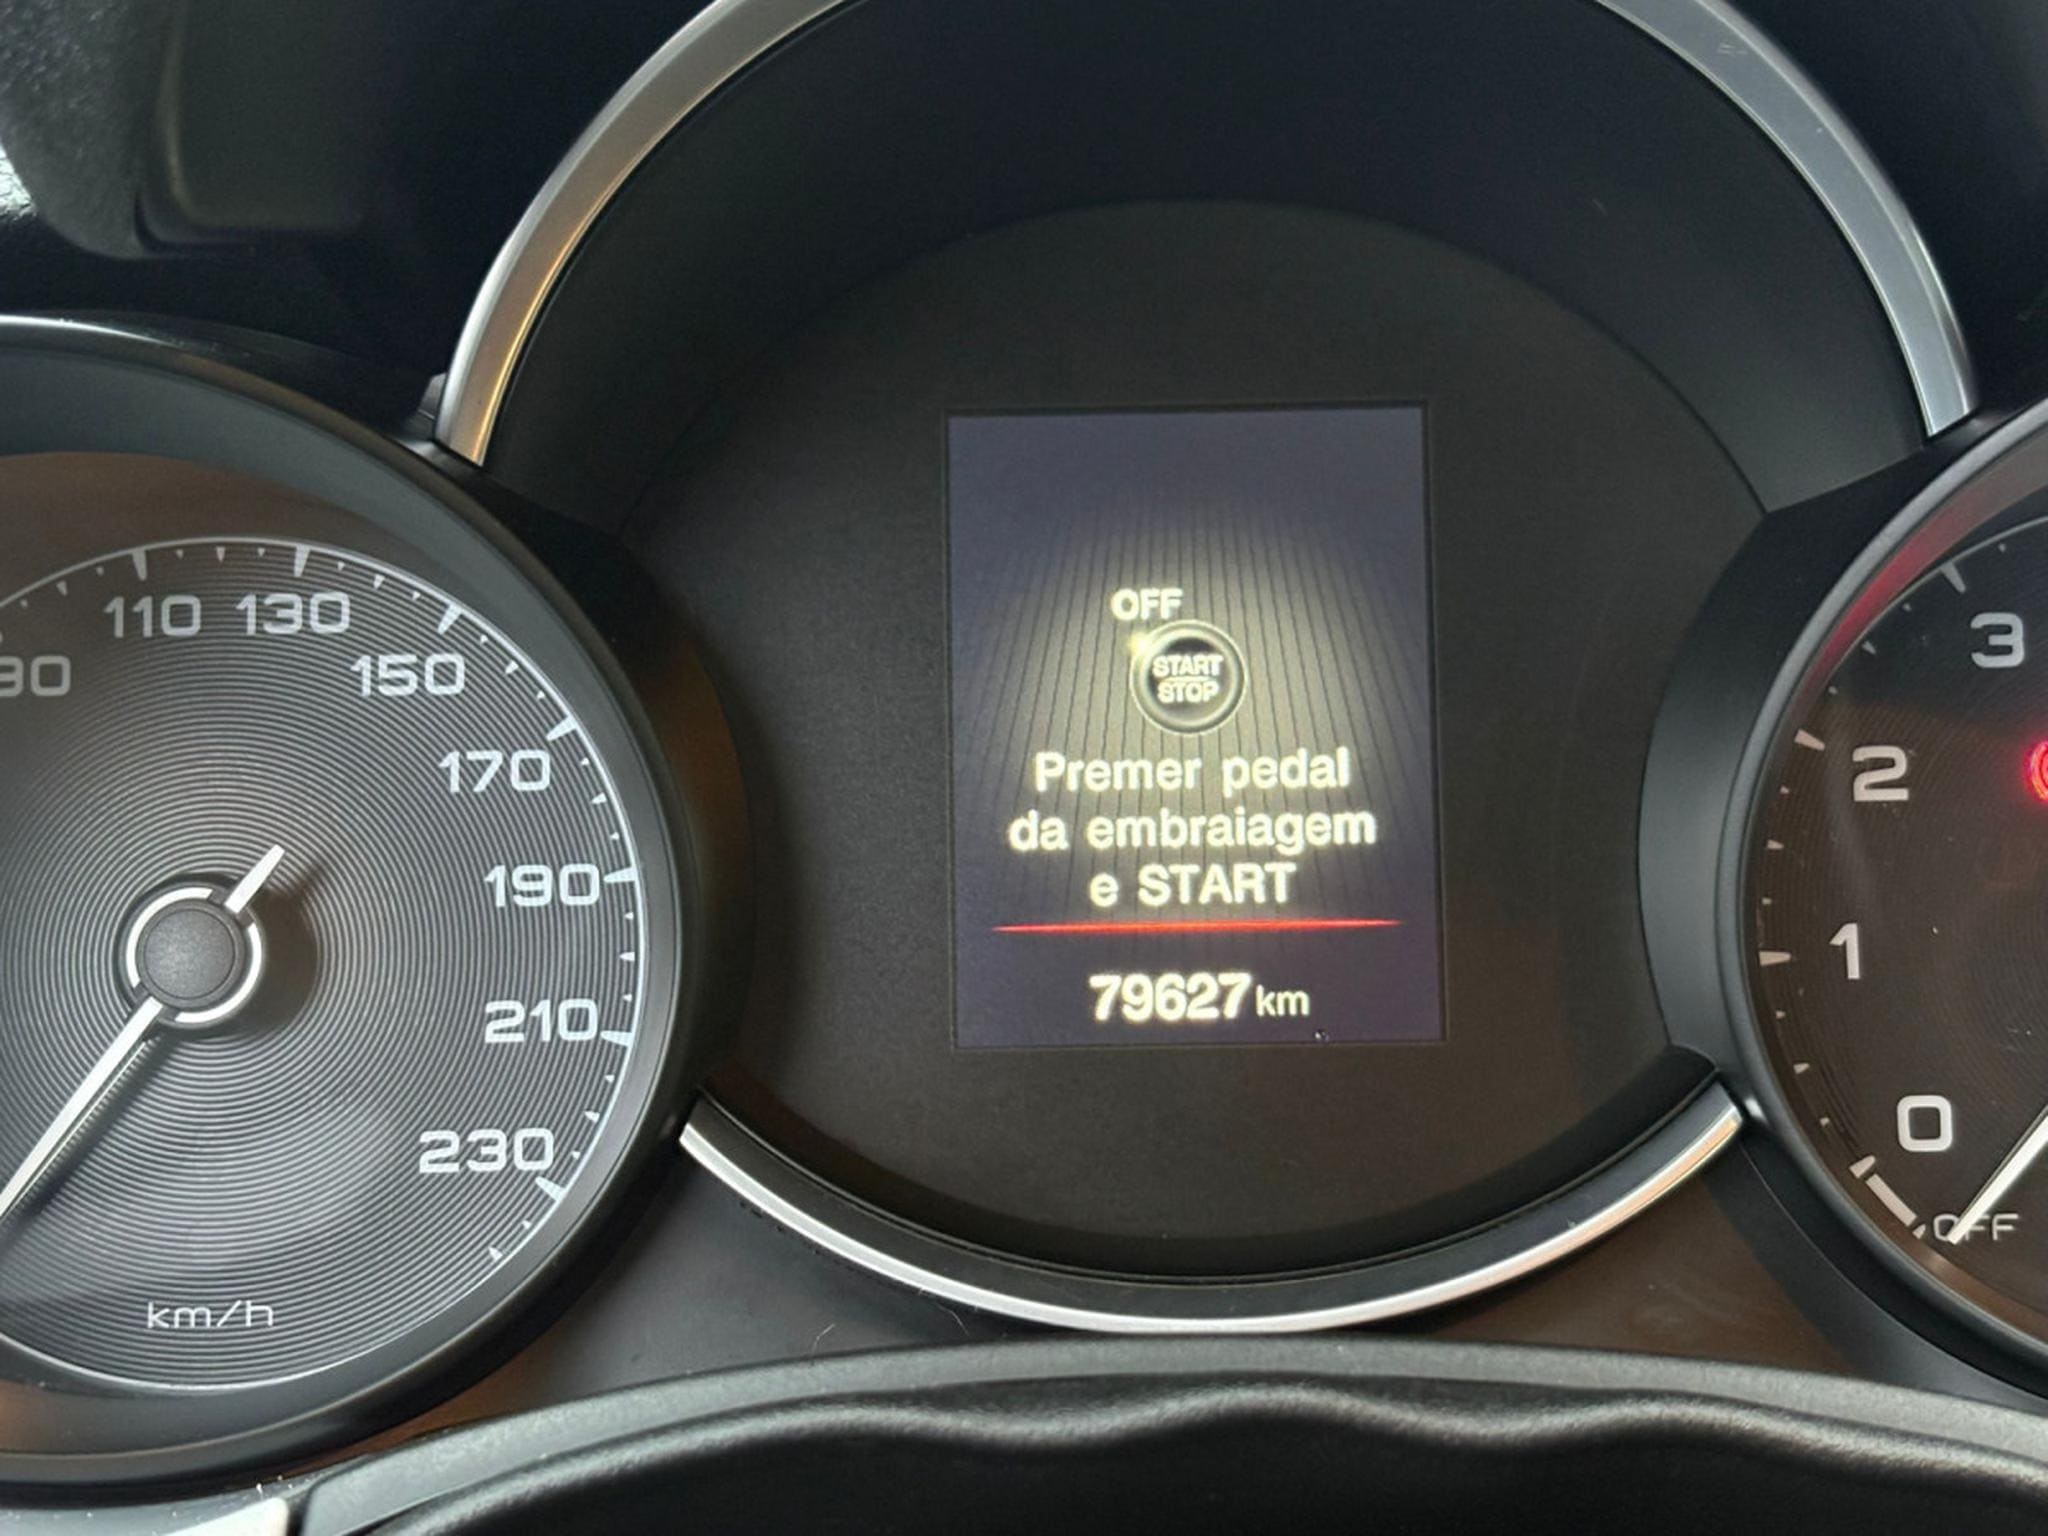 110 130
150
170
190
210
230
km/h
OFF
START
STOP
Premer pedal
da embraiagem
e START
79627 km
3
2
1
0
OFF